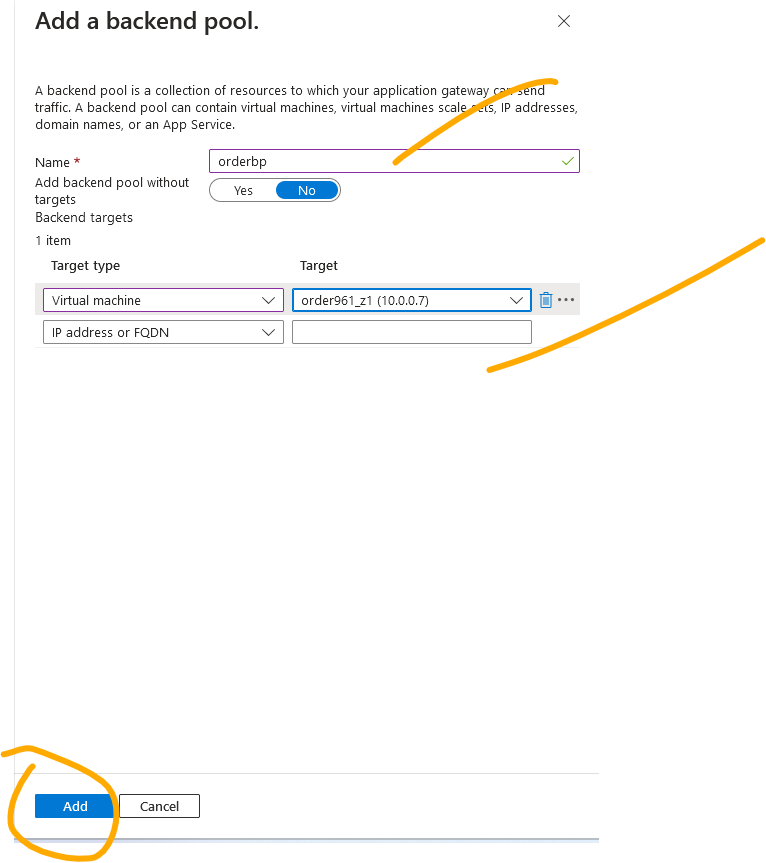 Add a backend pool.
A backend pool is a collection of resources to which your application gateway can send
traffic. A backend pool can contain virtual machines, virtual machines scale sets, IP addresses,
domain names, or an App Service.
Name *
orderbp
Add backend pool without
targets
Yes No
Backend targets
1 item
Target type Target
Virtual machine order961_z1 (10.0.0.7)
IP address or FQDN
Add Cancel